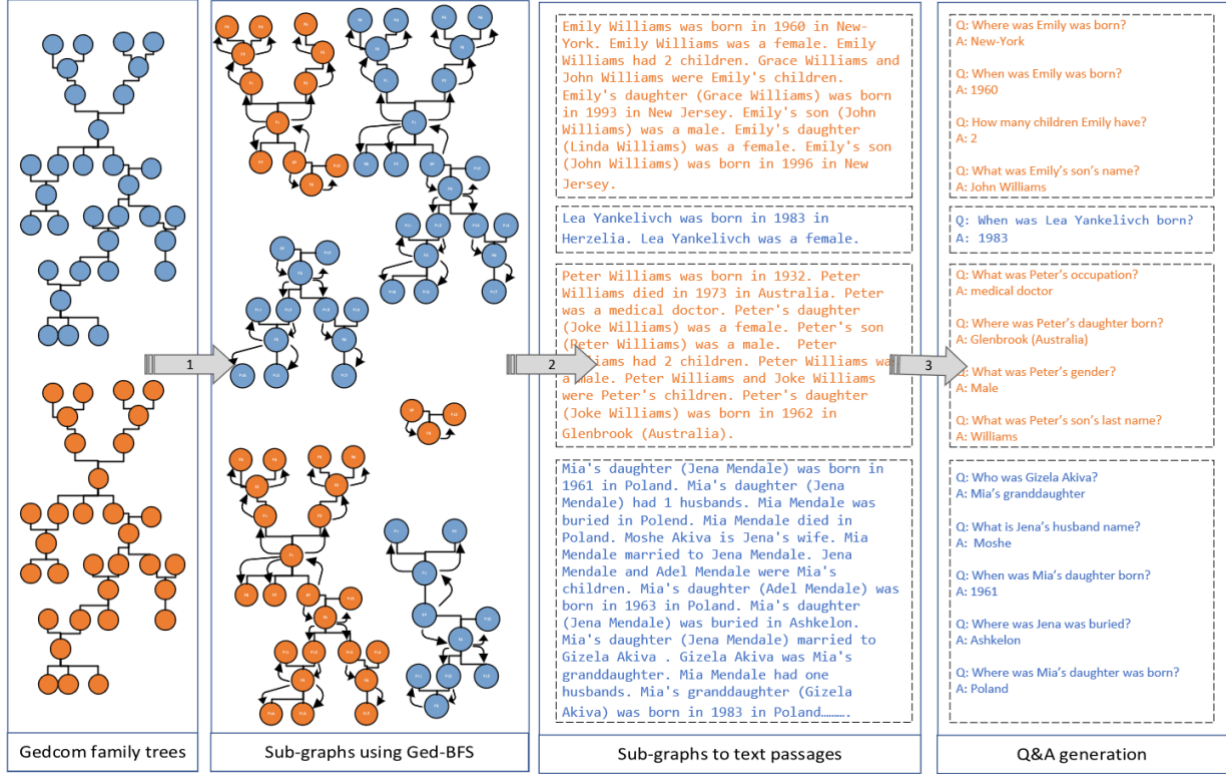 Emily Williams was born in 1960 in New-
York. Emily Williams was a female. Emily
Williams had 2 children. Grace Williams and
John Williams were Emily's children.
Emily's daughter (Grace Williams) was born
in 1993 in New Jersey. Emily's son (John
Williams) was a male. Emily's daughter
(Linda Williams) was a female. Emily's son
(John Williams) was born in 1996 in New
Jersey.
Lea Yankelivch was born in 1983 in
Herzelia. Lea Yankelivch was a female.
Peter Williams was born in 1932. Peter
Williams died in 1973 in Australia. Peter
was a medical doctor. Peter's daughter
(Joke Williams) was a female. Peter's son
(Peter Williams) was a male. Peter
had 2 children. Peter Williams
male. Peter Williams and Joke Williams
were Peter's children. Peter's daughter
(Joke Williams) was born in 1962 in
Glenbrook (Australia).
Mia's daughter (Jena Mendale) was born in
1961 in Poland. Mia's daughter (Jena
Mendale) had 1 husbands. Mia Mendale was
buried in Polend. Mia Mendale died in
Poland. Moshe Akiva is Jena's wife. Mia
Mendale married to Jena Mendale. Jena
Mendale and Adel Mendale were Mia's
children. Mia's daughter (Adel Mendale) was
born in 1963 in Poland. Mia's daughter
(Jena Mendale) was buried in Ashkelon.
Mia's daughter (Jena Mendale) married to
Gizela Akiva . Gizela Akiva was Mia's
granddaughter. Mia Mendale had one
husbands. Mia's granddaughter (Gizela
Akiva) was born in 1983 in Poland……….
Q: Where was Emily was born?
A: New-York
Q: When was Emily was born?
A: 1960
Q: How many children Emily have?
A: 2
Q: What was Emily's son's name?
A: John Williams
Q: When was Lea Yankelivch born?
A: 1983
Q: What was Peter's occupation?
A: medical doctor
Q: Where was Peter's daughter born?
A: Glenbrook (Australia)
Q: What was Peter's gender?
A: Male
Q: What was Peter's son's last name?
A: Williams
Q: Who was Gizela Akiva?
A: Mia's granddaughter
Q: What is Jena's husband name?
A: Moshe
Q: When was Mia's daughter born?
A: 1961
Q: Where was Jena was buried?
A: Ashkelon
Q: Where was Mia's daughter was born?
A: Poland
1
2
3
Gedcom family trees
Sub-graphs using Ged-BFS
Sub-graphs to text passages
Q&A generation